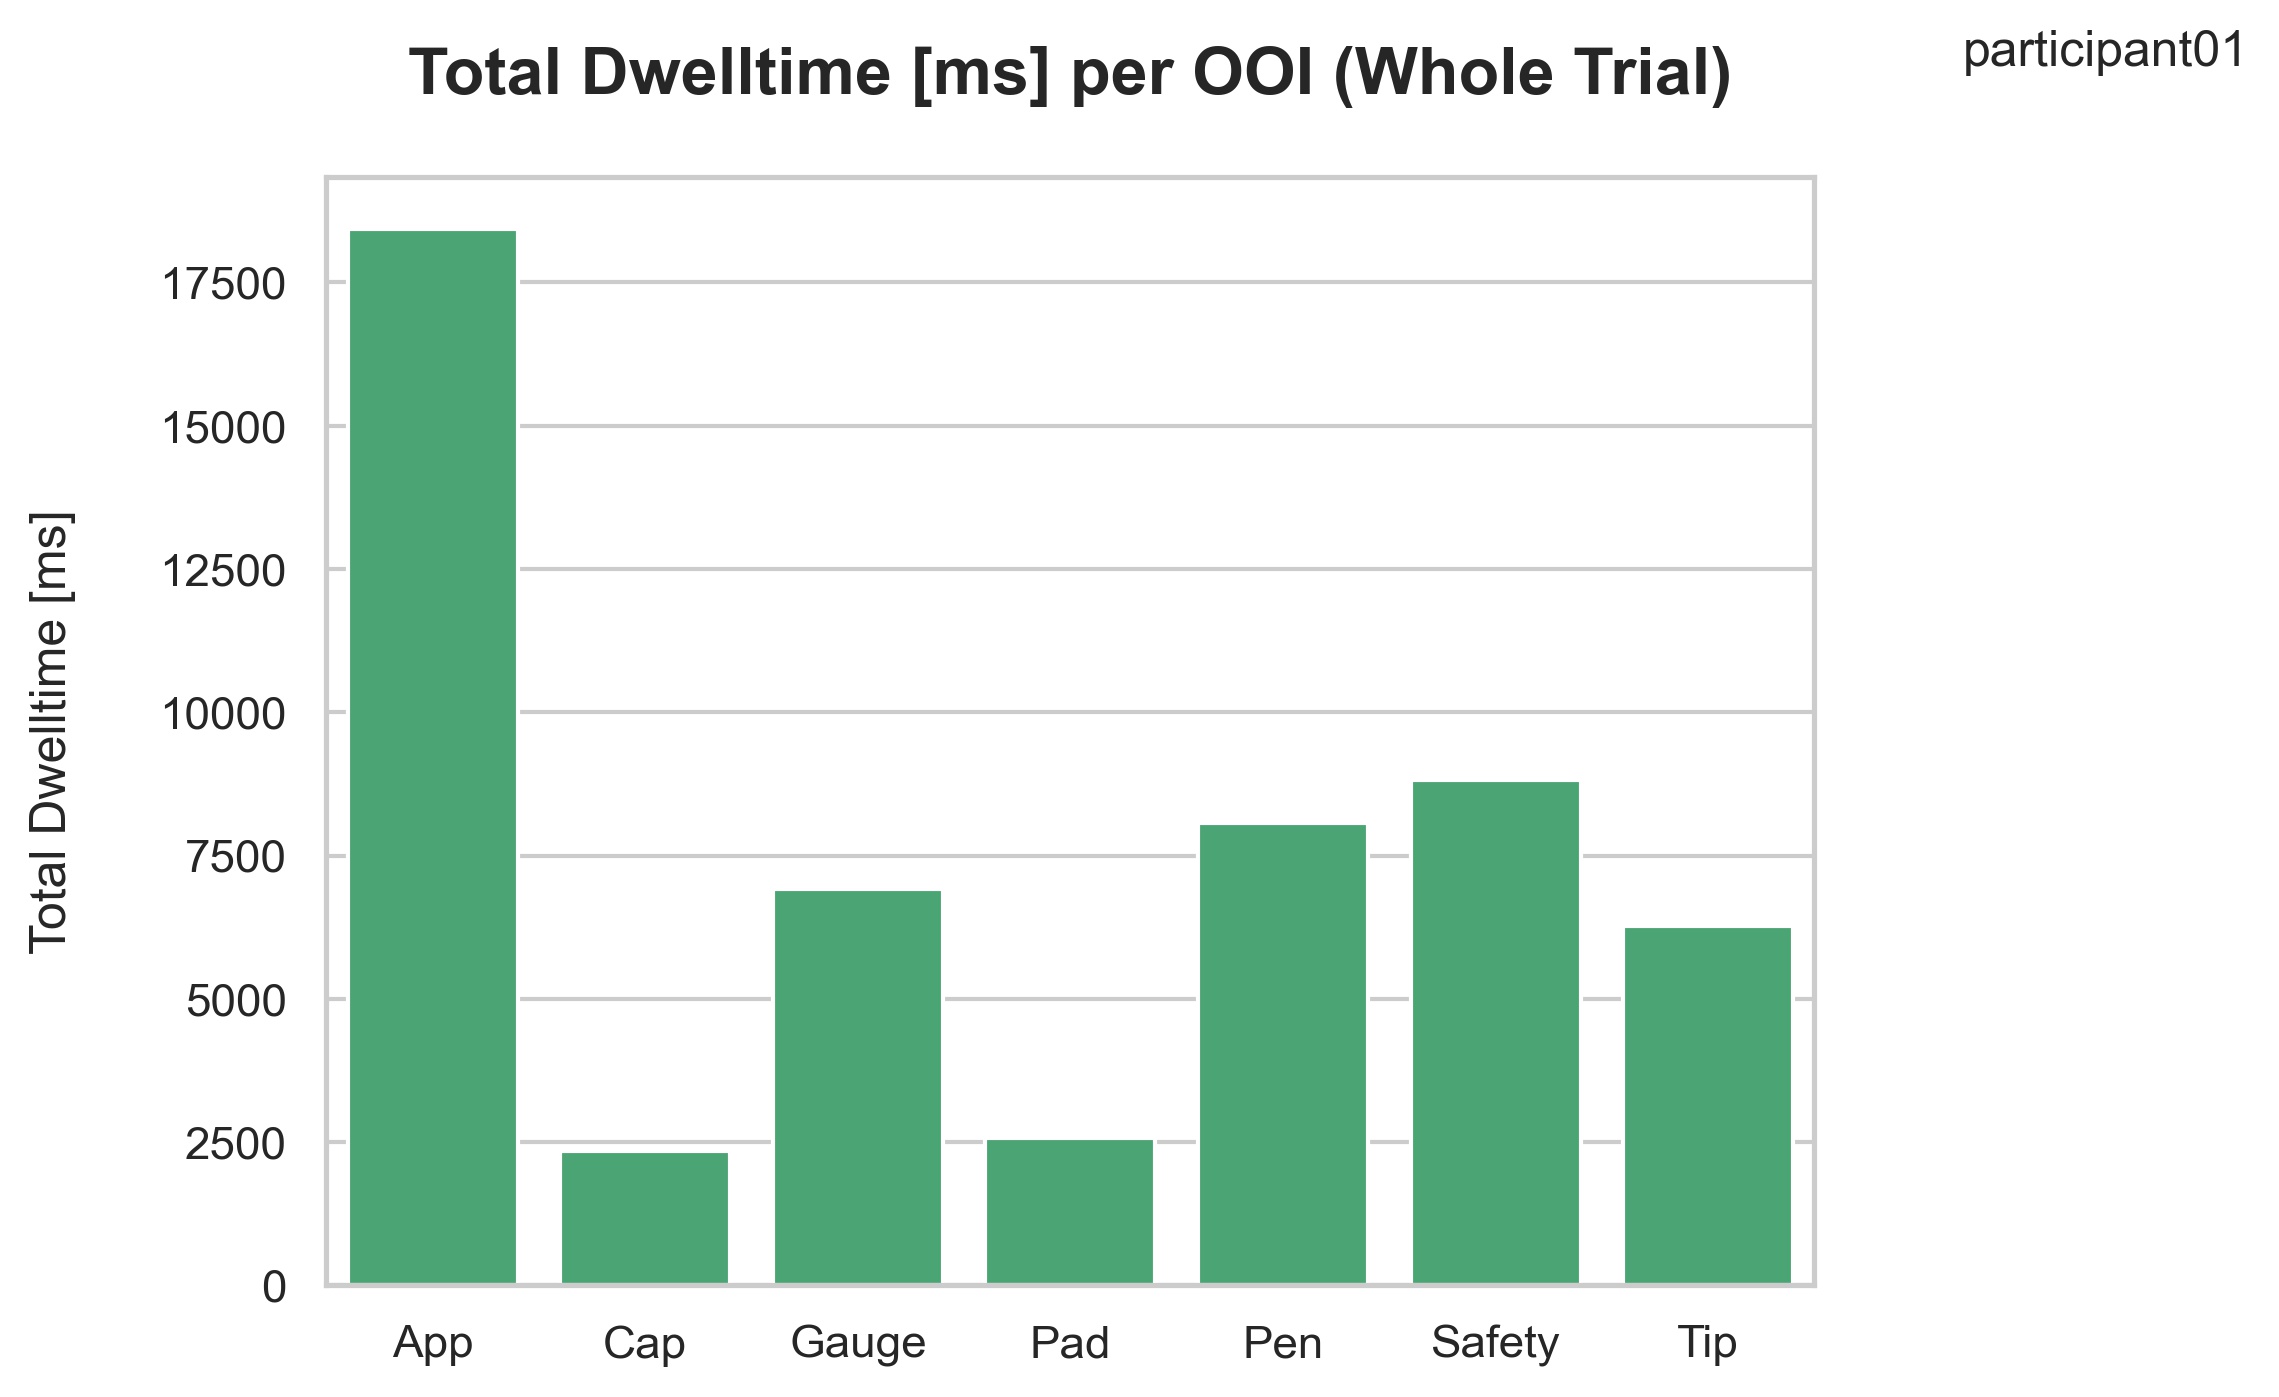 Total Dwelltime [ms] per OOI (Whole Trial)
participant01
Total Dwelltime [ms]
17500
15000
12500
10000
7500
5000
2500
0
App Cap Gauge Pad Pen Safety Tip